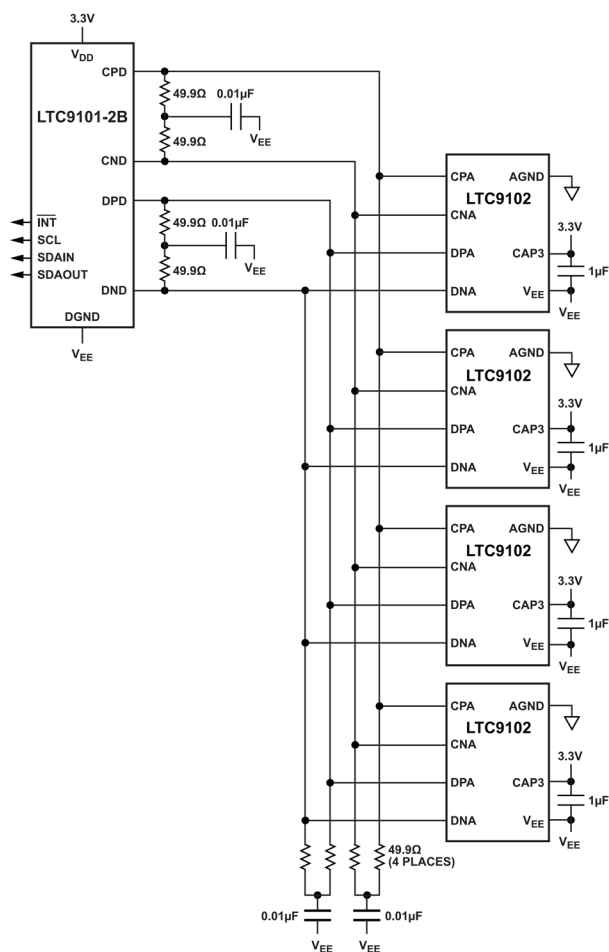 3.3V
VDD
CPD
49.9Ω
0.01µF
LTC9101-2B
49.9Ω
VEE
CND
DPD
49.9Ω
0.01µF
INT
SCL
SDAIN
SDAOUT
49.9Ω
VEE
DND
DGND
VEE
CPA
AGND
LTC9102
CNA
3.3V
DPA
CAP3
1µF
DNA
VEE
VEE
CPA
AGND
LTC9102
CNA
3.3V
DPA
CAP3
1µF
DNA
VEE
VEE
CPA
AGND
LTC9102
CNA
3.3V
DPA
CAP3
1µF
DNA
VEE
VEE
CPA
AGND
LTC9102
CNA
3.3V
DPA
CAP3
1µF
DNA
VEE
VEE
49.9Ω
(4 PLACES)
0.01µF
0.01µF
VEE
VEE